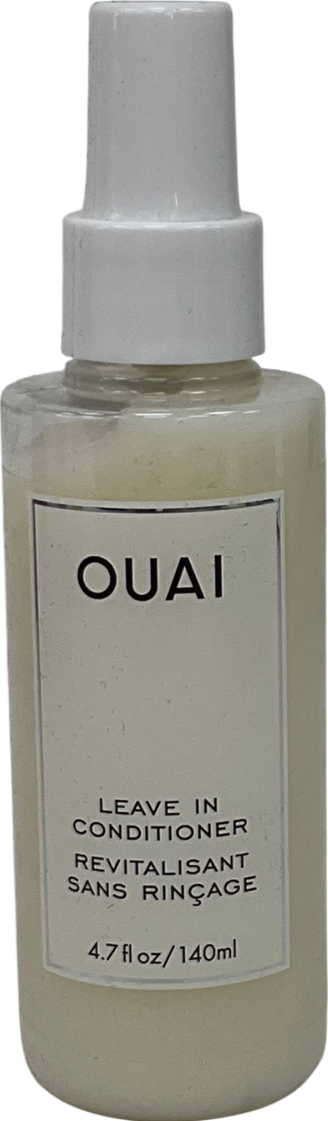 OUAI
LEAVE IN
CONDITIONER
REVITALISANT
SANS RINÇAGE
4.7 fl oz/140ml